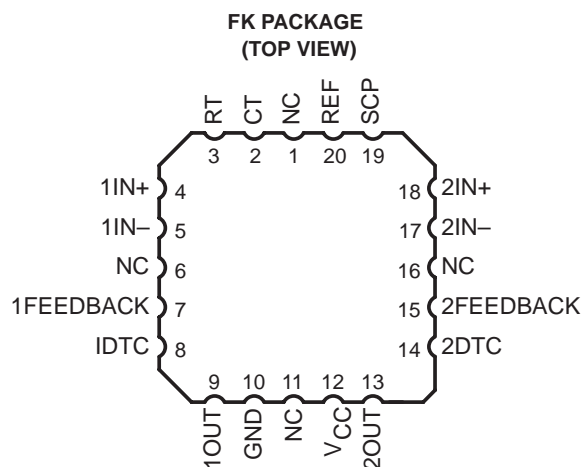 FK PACKAGE
(TOP VIEW)
RT
CT
NC
REF
SCP
3 2 1 20 19
1IN+ 4
18 2IN+
1IN– 5
17 2IN–
NC 6
16 NC
1FEEDBACK 7
15 2FEEDBACK
IDTC 8
14 2DTC
9 10 11 12 13
1OUT
GND
NC
VCC
2OUT